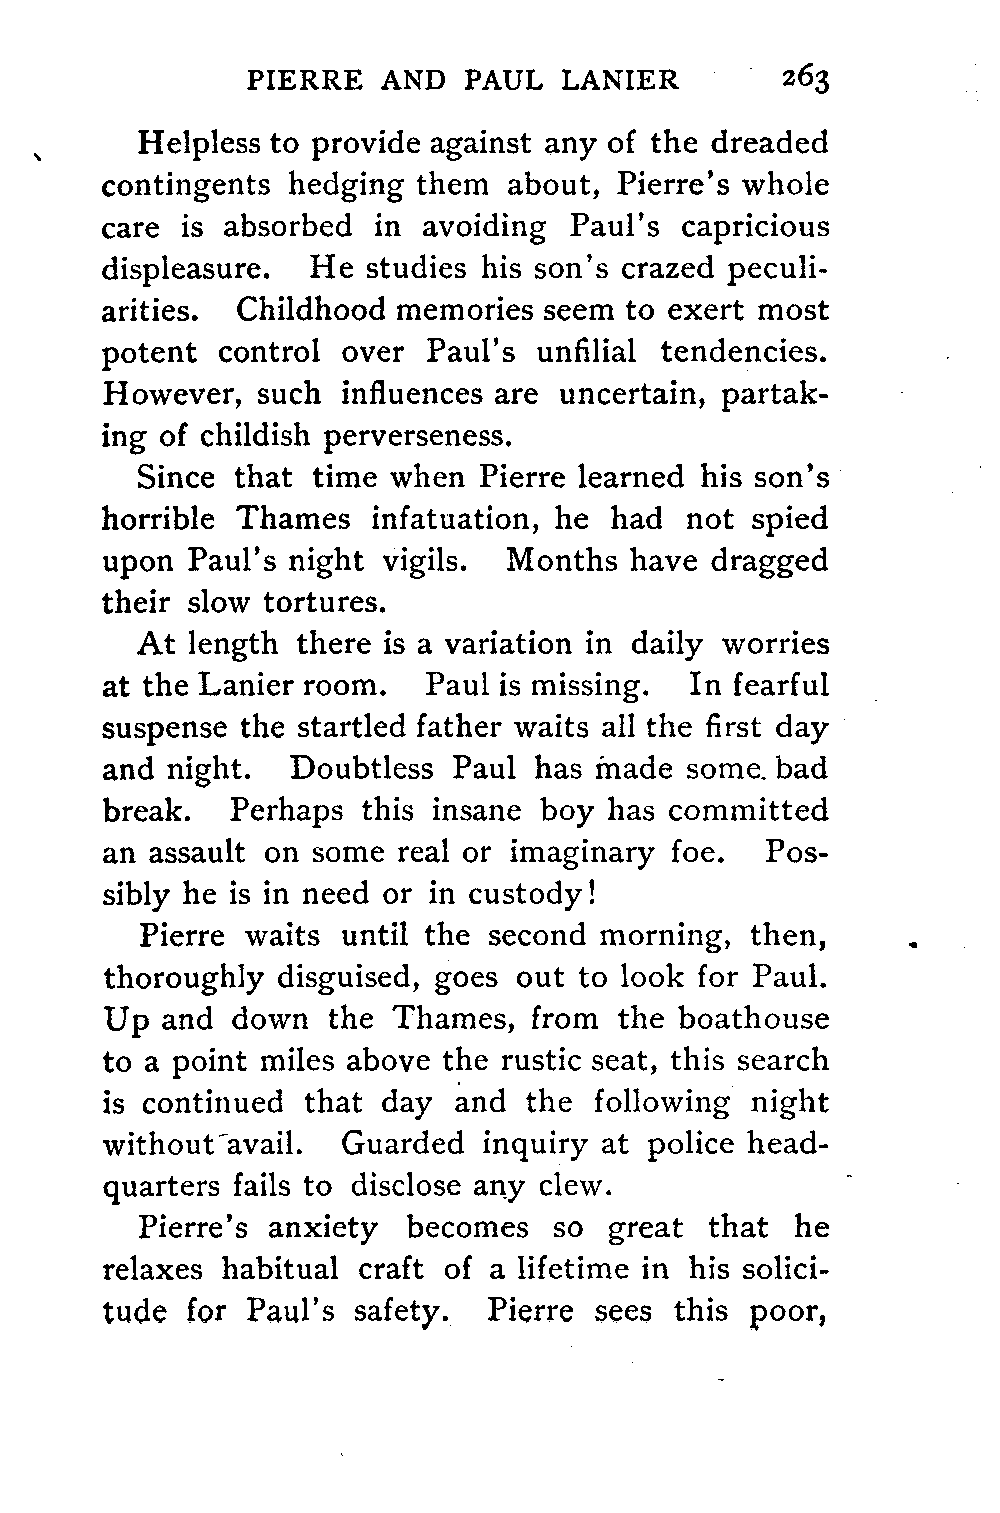 PIERRE AND PAUL LANIER 263
Helpless to provide against any of the dreaded
contingents hedging them about, Pierre's whole
care is absorbed in avoiding Paul's capricious
displeasure. He studies his son's crazed peculi-
arities. Childhood memories seem to exert most
potent control over Paul's unfilial tendencies.
However, such influences are uncertain, partak-
ing of childish perverseness.
Since that time when Pierre learned his son's
horrible Thames infatuation, he had not spied
upon Paul's night vigils. Months have dragged
their slow tortures.
At length there is a variation in daily worries
at the Lanier room. Paul is missing. In fearful
suspense the startled father waits all the first day
and night. Doubtless Paul has made some bad
break. Perhaps this insane boy has committed
an assault on some real or imaginary foe. Pos-
sibly he is in need or in custody!
Pierre waits until the second morning, then,
thoroughly disguised, goes out to look for Paul.
Up and down the Thames, from the boathouse
to a point miles above the rustic seat, this search
is continued that day and the following night
without avail. Guarded inquiry at police head-
quarters fails to disclose any clew.
Pierre's anxiety becomes so great that he
relaxes habitual craft of a lifetime in his solici-
tude for Paul's safety. Pierre sees this poor,